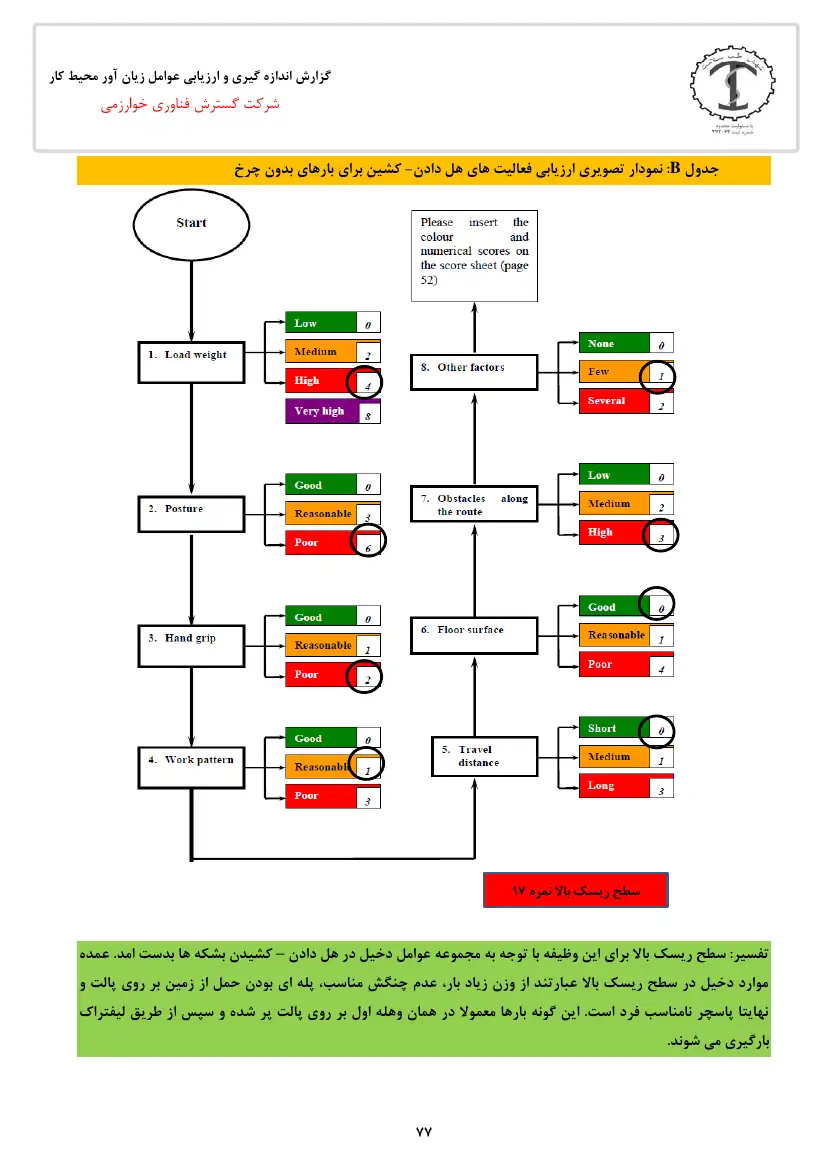 گزارش اندازه گیری و ارزیابی عوامل زیان آور محیط کار
شرکت گسترش فناوری خوارزمی
شهاب طب سلامت
با مسئولیت محدود
جدول B: نمودار تصویری ارزیابی فعالیت های هل دادن- کشین برای بارهای بدون چرخ
Start
1. Load weight
Low 0
Medium 2
High 4
Very high 8
2. Posture
Good 0
Reasonable 3
Poor 6
3. Hand grip
Good 0
Reasonable 1
Poor 2
4. Work pattern
Good 0
Reasonable 1
Poor 3
5. Travel
distance
Short 0
Medium 1
Long 3
6. Floor surface
Good 0
Reasonable 1
Poor 4
7. Obstacles along
the route
Low 0
Medium 2
High 3
8. Other factors
None 0
Few 1
Several 2
Please insert the
colour and
numerical scores on
the score sheet (page
52)
سطح ریسک بالا نمره ۱۷
تفسیر: سطح ریسک بالا برای این وظیفه با توجه به مجموعه عوامل دخیل در هل دادن – کشیدن بشکه ها بدست امد. عمده
موارد دخیل در سطح ریسک بالا عبارتند از وزن زیاد بار، عدم چنگش مناسب، پله ای بودن حمل از زمین بر روی پالت و
نهایتا پاسچر نامناسب فرد است. این گونه بارها معمولا در همان وهله اول بر روی پالت پر شده و سپس از طریق لیفتراک
بارگیری می شوند.
۷۷